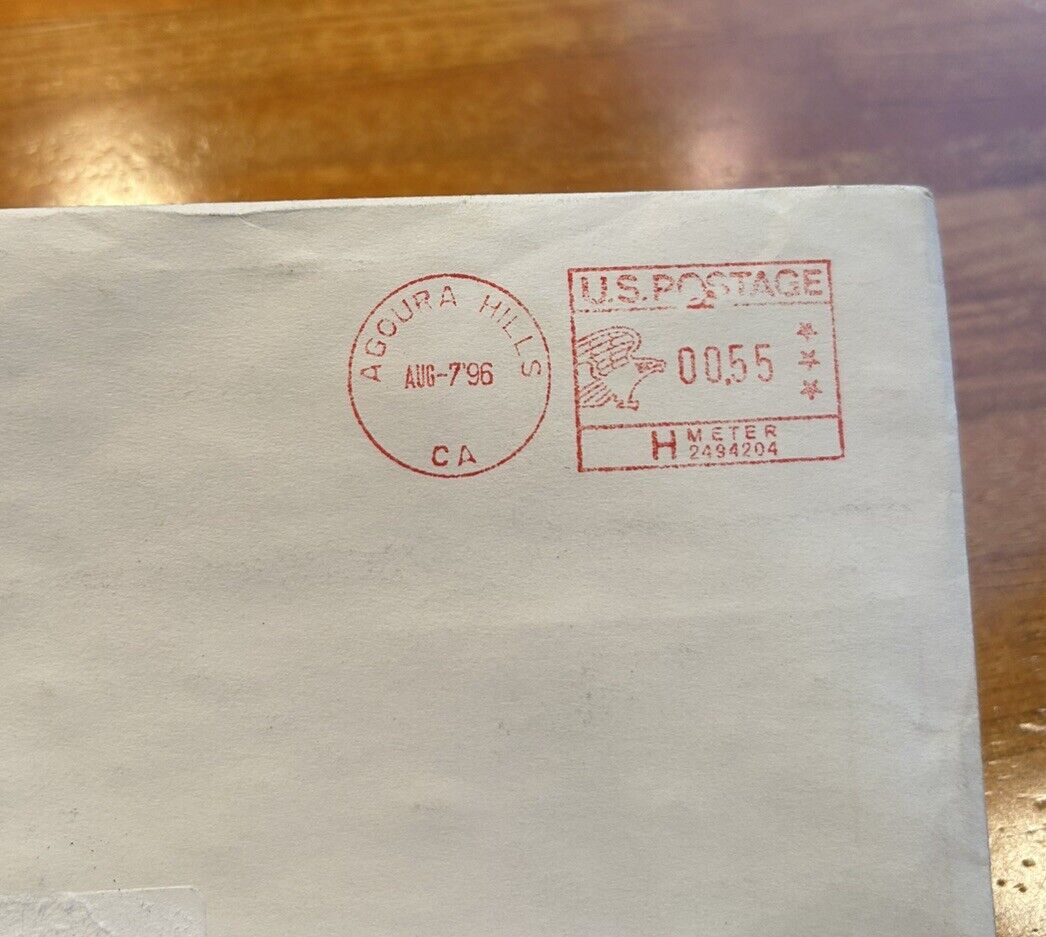 AGOURA HILLS
AUG-7'96
CA
U.S. POSTAGE
00.55
H METER
2494204